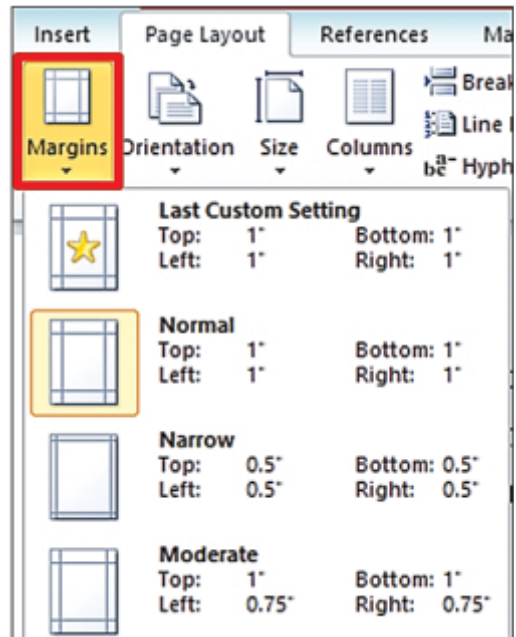 Insert Page Layout References Ma
Margins Orientation Size Columns
Break
Line
Hyph
Last Custom Setting
Top: 1" Bottom: 1"
Left: 1" Right: 1"
Normal
Top: 1" Bottom: 1"
Left: 1" Right: 1"
Narrow
Top: 0.5" Bottom: 0.5"
Left: 0.5" Right: 0.5"
Moderate
Top: 1" Bottom: 1"
Left: 0.75" Right: 0.75"